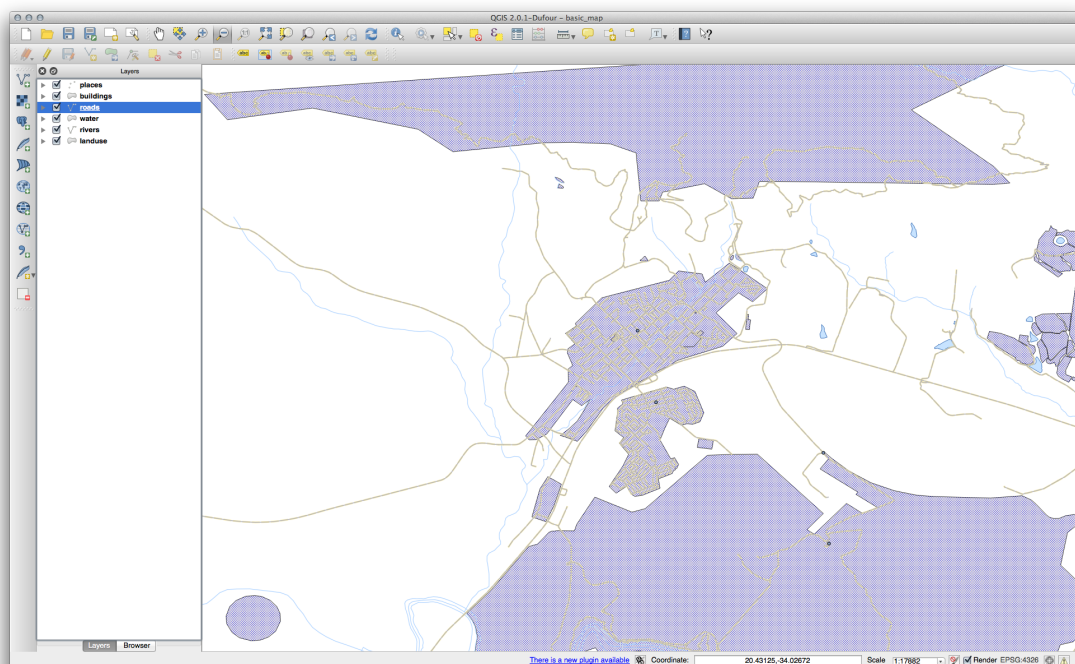 QGIS 2.0.1-Dufour - basic_map
Layers
places
buildings
roads
water
rivers
landuse
Layers Browser
There is a new plugin available Coordinate: 20.43125,-34.02672 Scale 1:17882 Render EPSG:4326